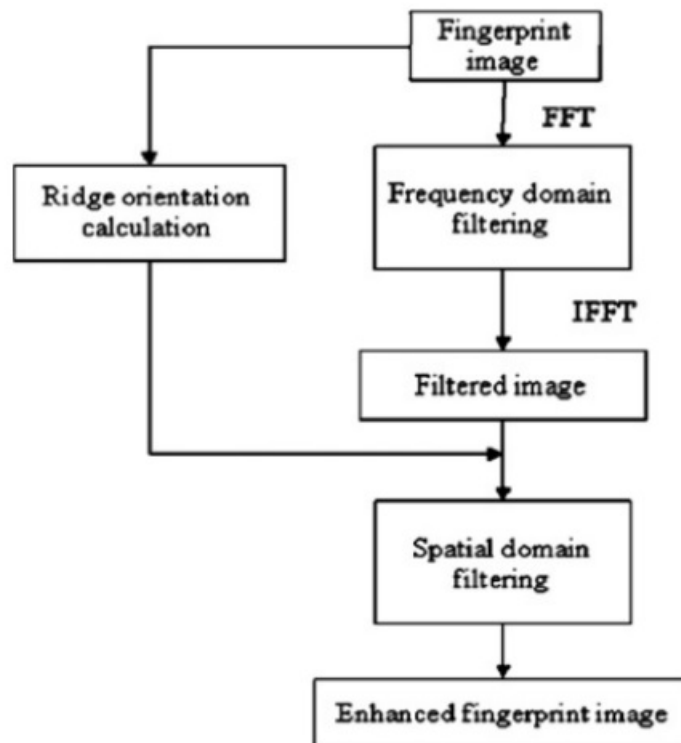 Fingerprint
image
FFT
Ridge orientation
calculation
Frequency domain
filtering
IFFT
Filtered image
Spatial domain
filtering
Enhanced fingerprint image